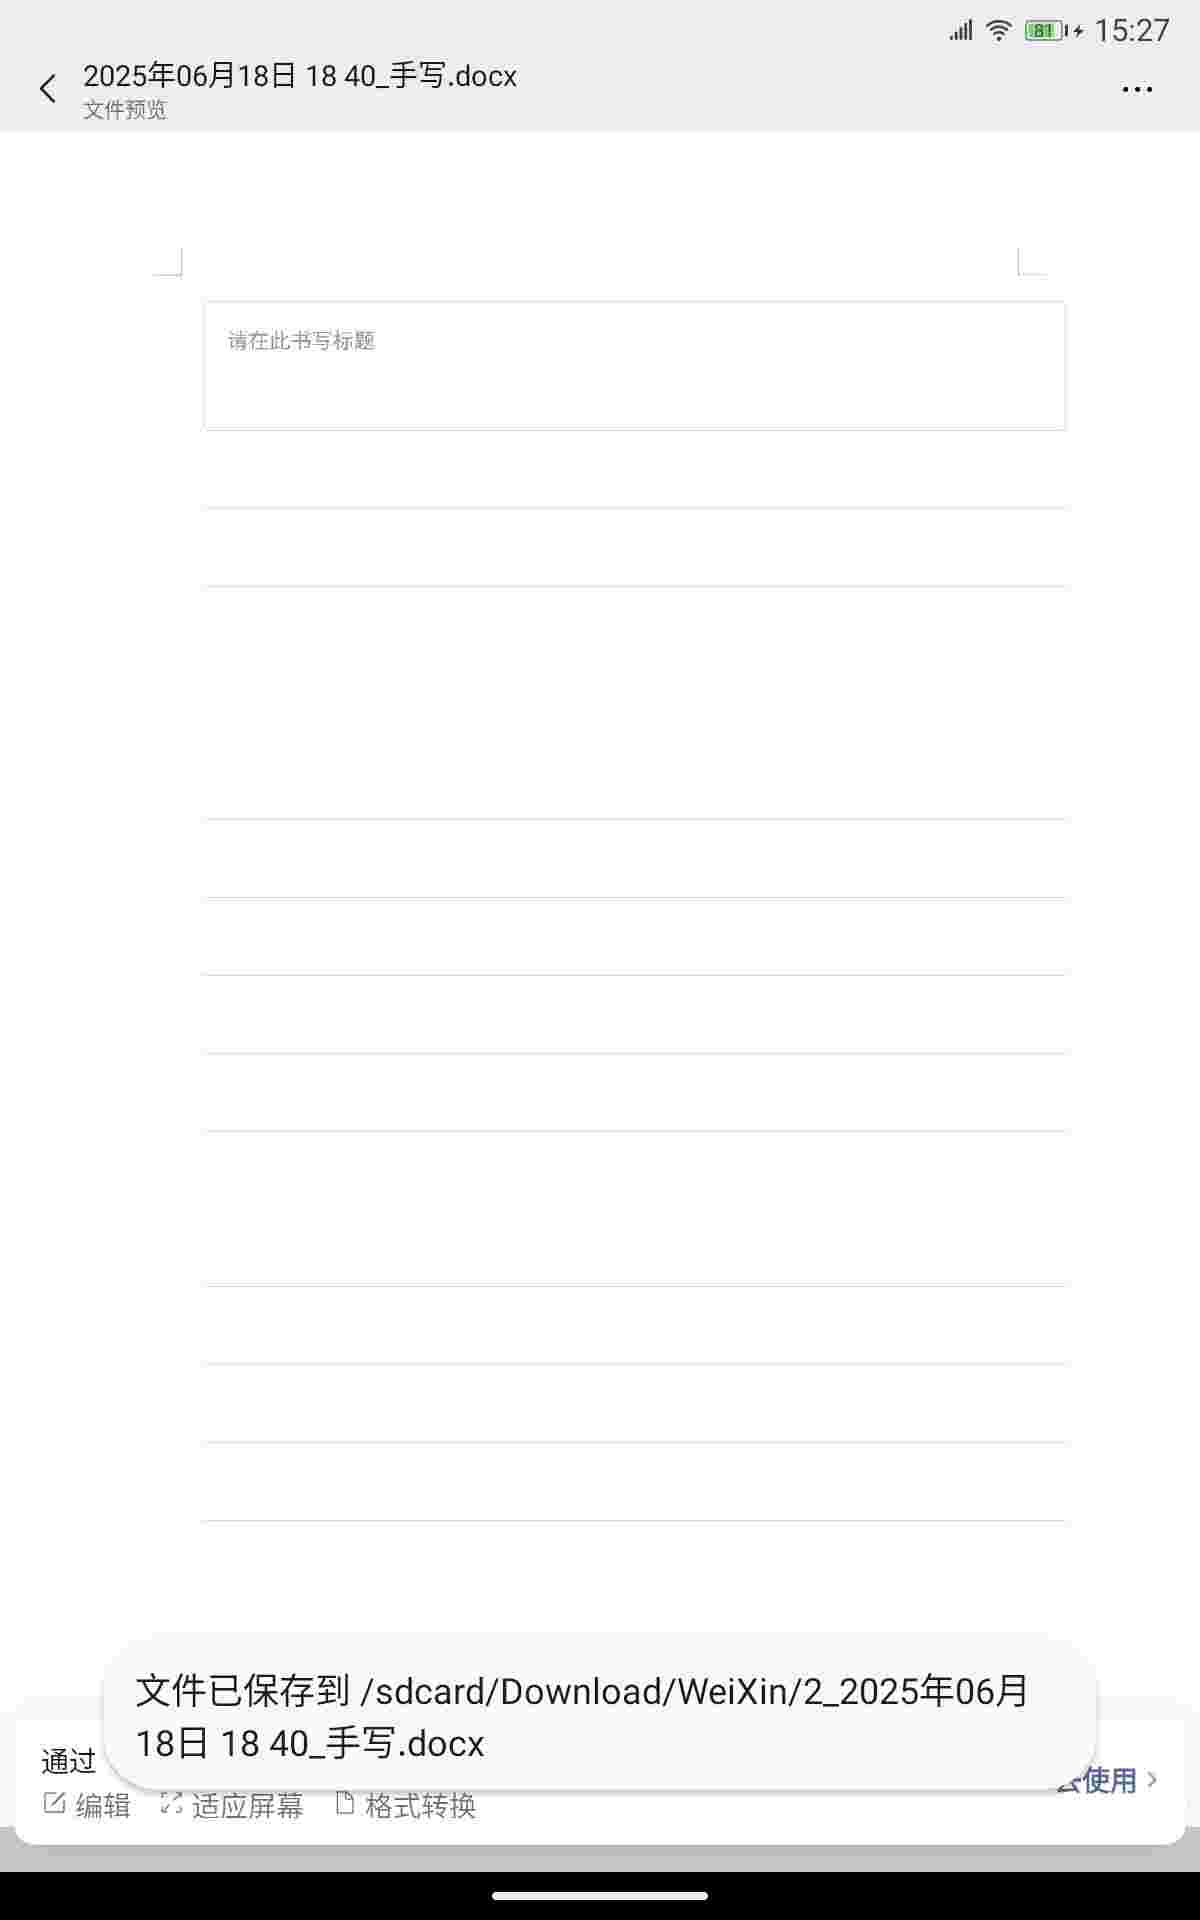 81 15:27
2025年06月18日 18 40_手写.docx
文件预览
请在此书写标题
文件已保存到 /sdcard/Download/WeiXin/2_2025年06月
18日 18 40_手写.docx
通过
去使用
编辑 适应屏幕 格式转换